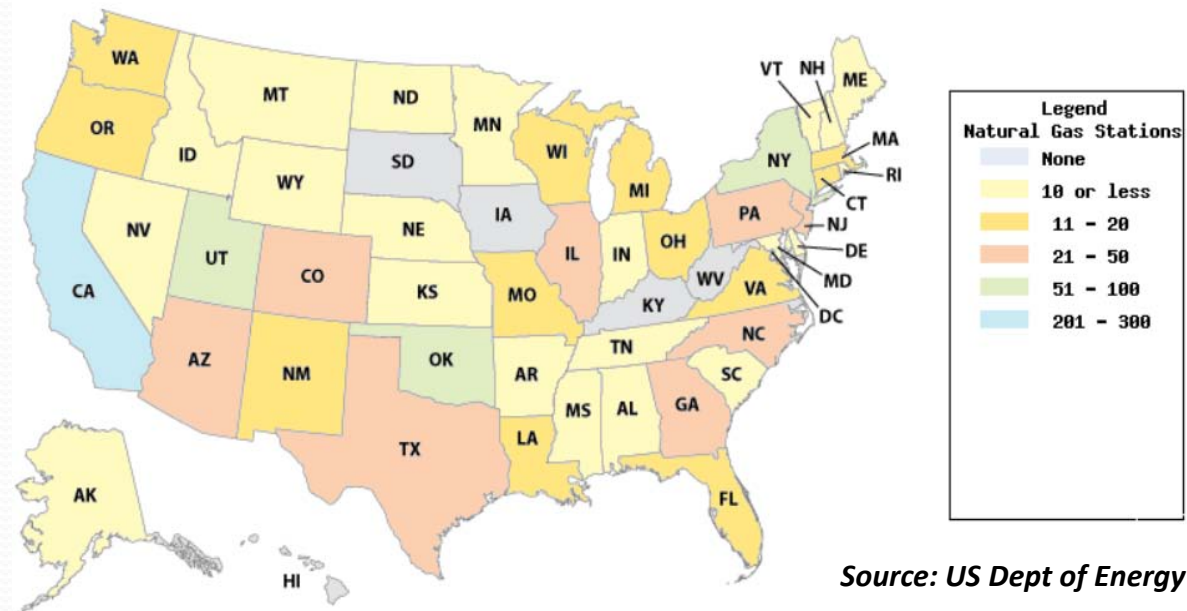 WA
MT
ND
MN
VT NH
ME
OR
ID
SD
WI
MI
NY
MA
RI
WY
IA
CT
NV
NE
PA
NJ
UT
CO
IL
IN
OH
DE
CA
KS
MO
WV
VA
MD
KY
DC
AZ
NM
OK
AR
TN
NC
SC
TX
LA
MS
AL
GA
FL
AK
HI
Legend
Natural Gas Stations
None
10 or less
11 - 20
21 - 50
51 - 100
201 - 300
Source: US Dept of Energy